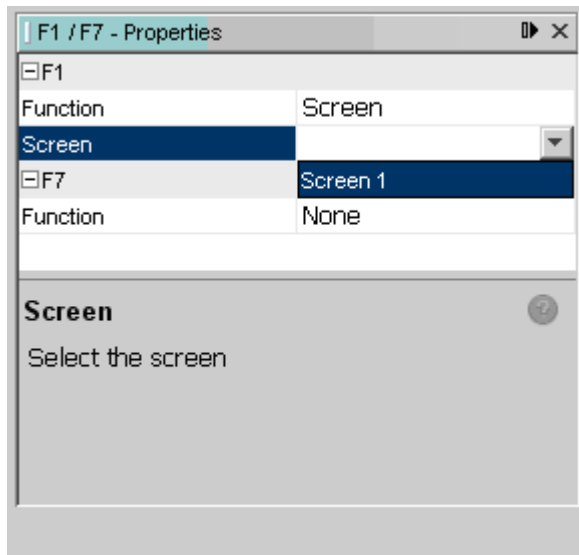 F1 / F7 - Properties
F1
Function Screen
Screen
F7 Screen 1
Function None
Screen
Select the screen